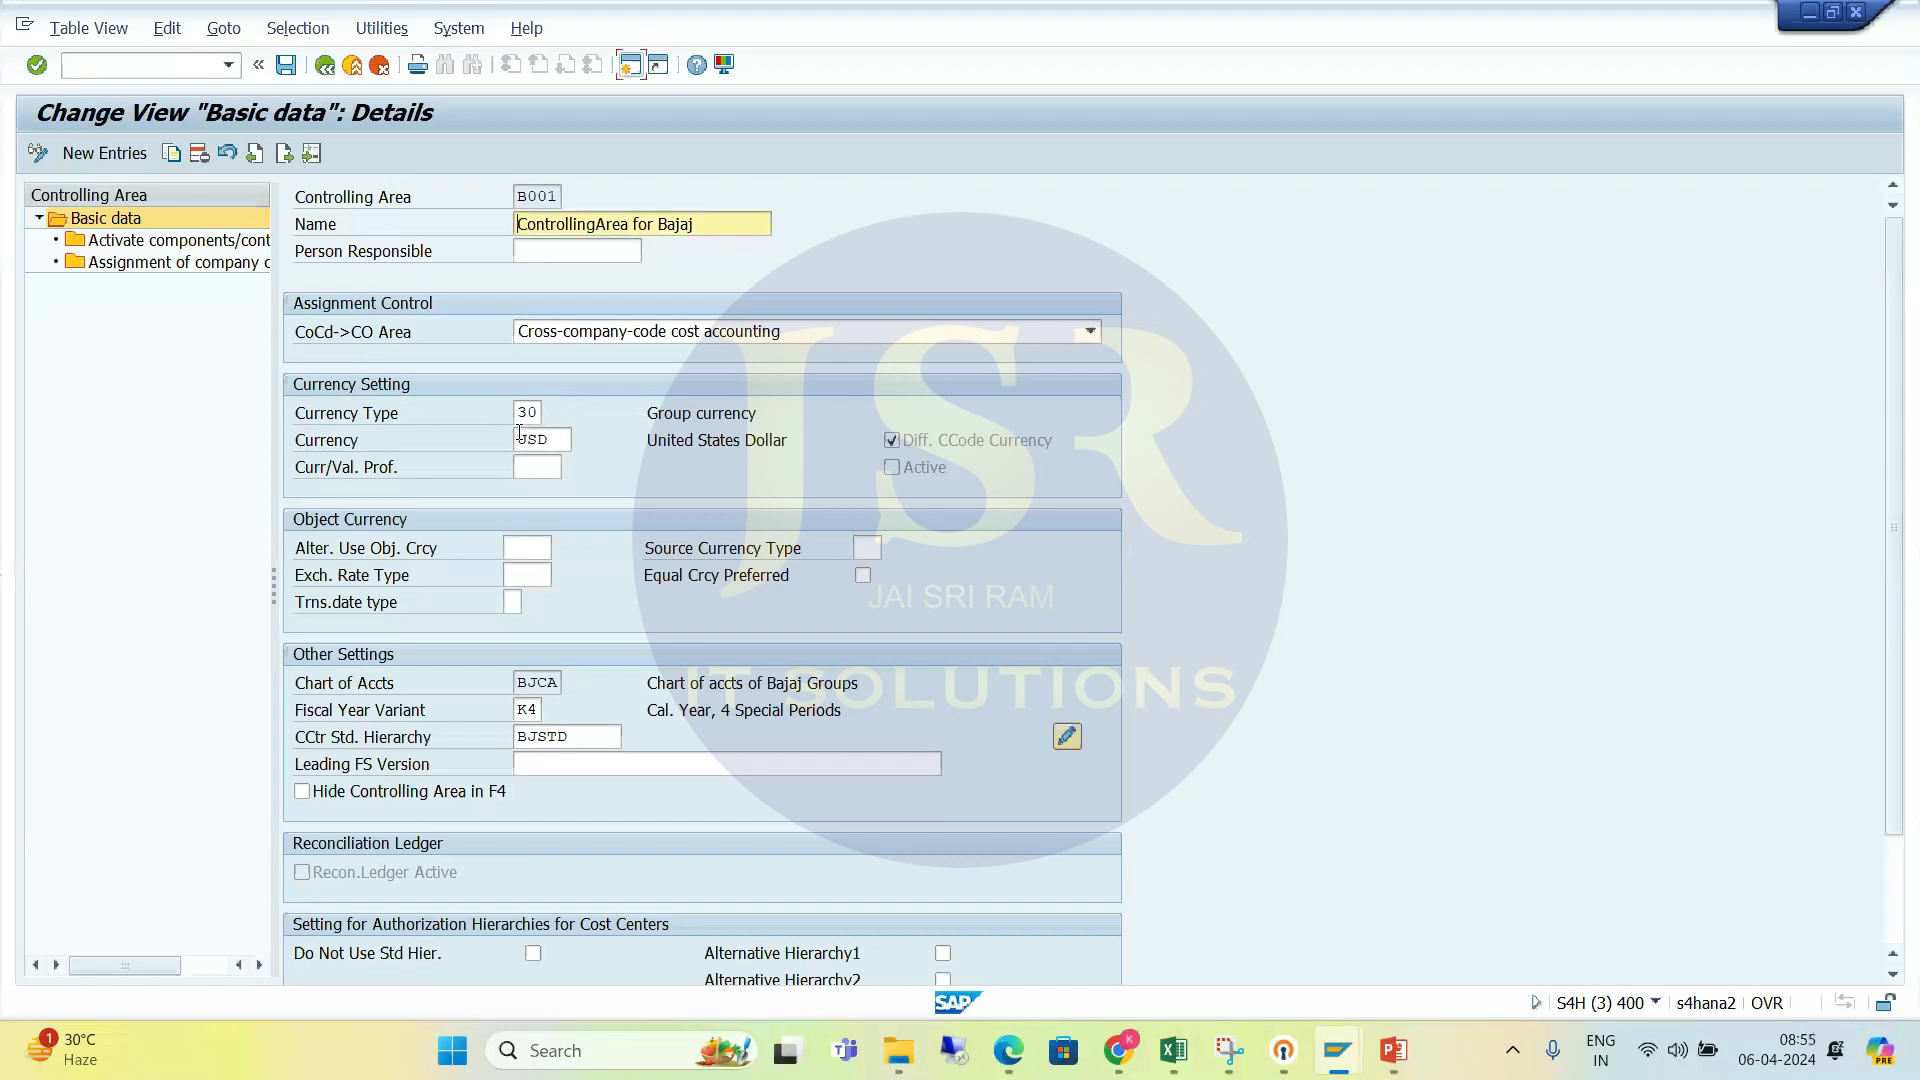 Table View Edit Goto Selection Utilities System Help
Change View "Basic data": Details
New Entries
Controlling Area
Basic data
Activate components/cont
Assignment of company c
Controlling Area B001
Name ControllingArea for Bajaj
Person Responsible
Assignment Control
CoCd->CO Area Cross-company-code cost accounting
Currency Setting
Currency Type 30 Group currency
Currency USD United States Dollar Diff. CCode Currency
Curr/Val. Prof. Active
Object Currency
Alter. Use Obj. Crcy Source Currency Type
Exch. Rate Type Equal Crcy Preferred
Trns.date type
Other Settings
Chart of Accts BJCA Chart of accts of Bajaj Groups
Fiscal Year Variant K4 Cal. Year, 4 Special Periods
CCtr Std. Hierarchy BJSTD
Leading FS Version
Hide Controlling Area in F4
Reconciliation Ledger
Recon.Ledger Active
Setting for Authorization Hierarchies for Cost Centers
Do Not Use Std Hier. Alternative Hierarchy1
Alternative Hierarchy2
JSR
JAI SRI RAM
IT SOLUTIONS
SAP
S4H (3) 400 s4hana2 OVR
1
30°C
Haze
Search
K
ENG
IN
08:55
06-04-2024
PRE